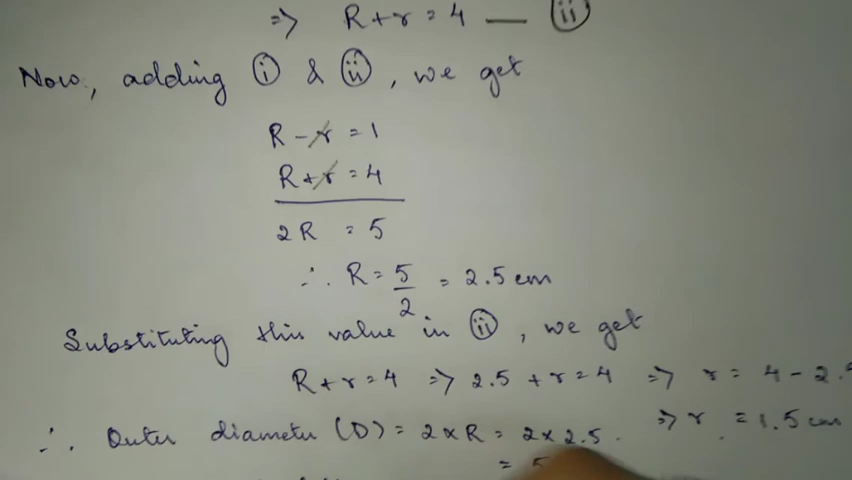 => R+r=4 — (ii)
Now, adding (i) & (ii), we get
R-r=1
R+r=4
2R = 5
∴ R = 5/2 = 2.5 cm
Substituting this value in (ii), we get
R+r=4 => 2.5 + r = 4 => r = 4 - 2.5
=> r = 1.5 cm
∴ Outer diameter (D) = 2×R = 2×2.5
= 5